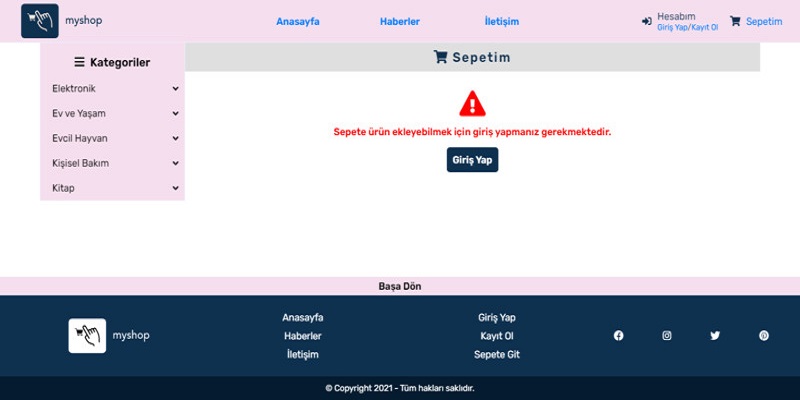 myshop
Anasayfa
Haberler
İletişim
Hesabım
Giriş Yap/Kayıt Ol
Sepetim
Kategoriler
Elektronik
Ev ve Yaşam
Evcil Hayvan
Kişisel Bakım
Kitap
Sepetim
Sepete ürün ekleyebilmek için giriş yapmanız gerekmektedir.
Giriş Yap
Başa Dön
myshop
Anasayfa
Haberler
İletişim
Giriş Yap
Kayıt Ol
Sepete Git
© Copyright 2021 - Tüm hakları saklıdır.